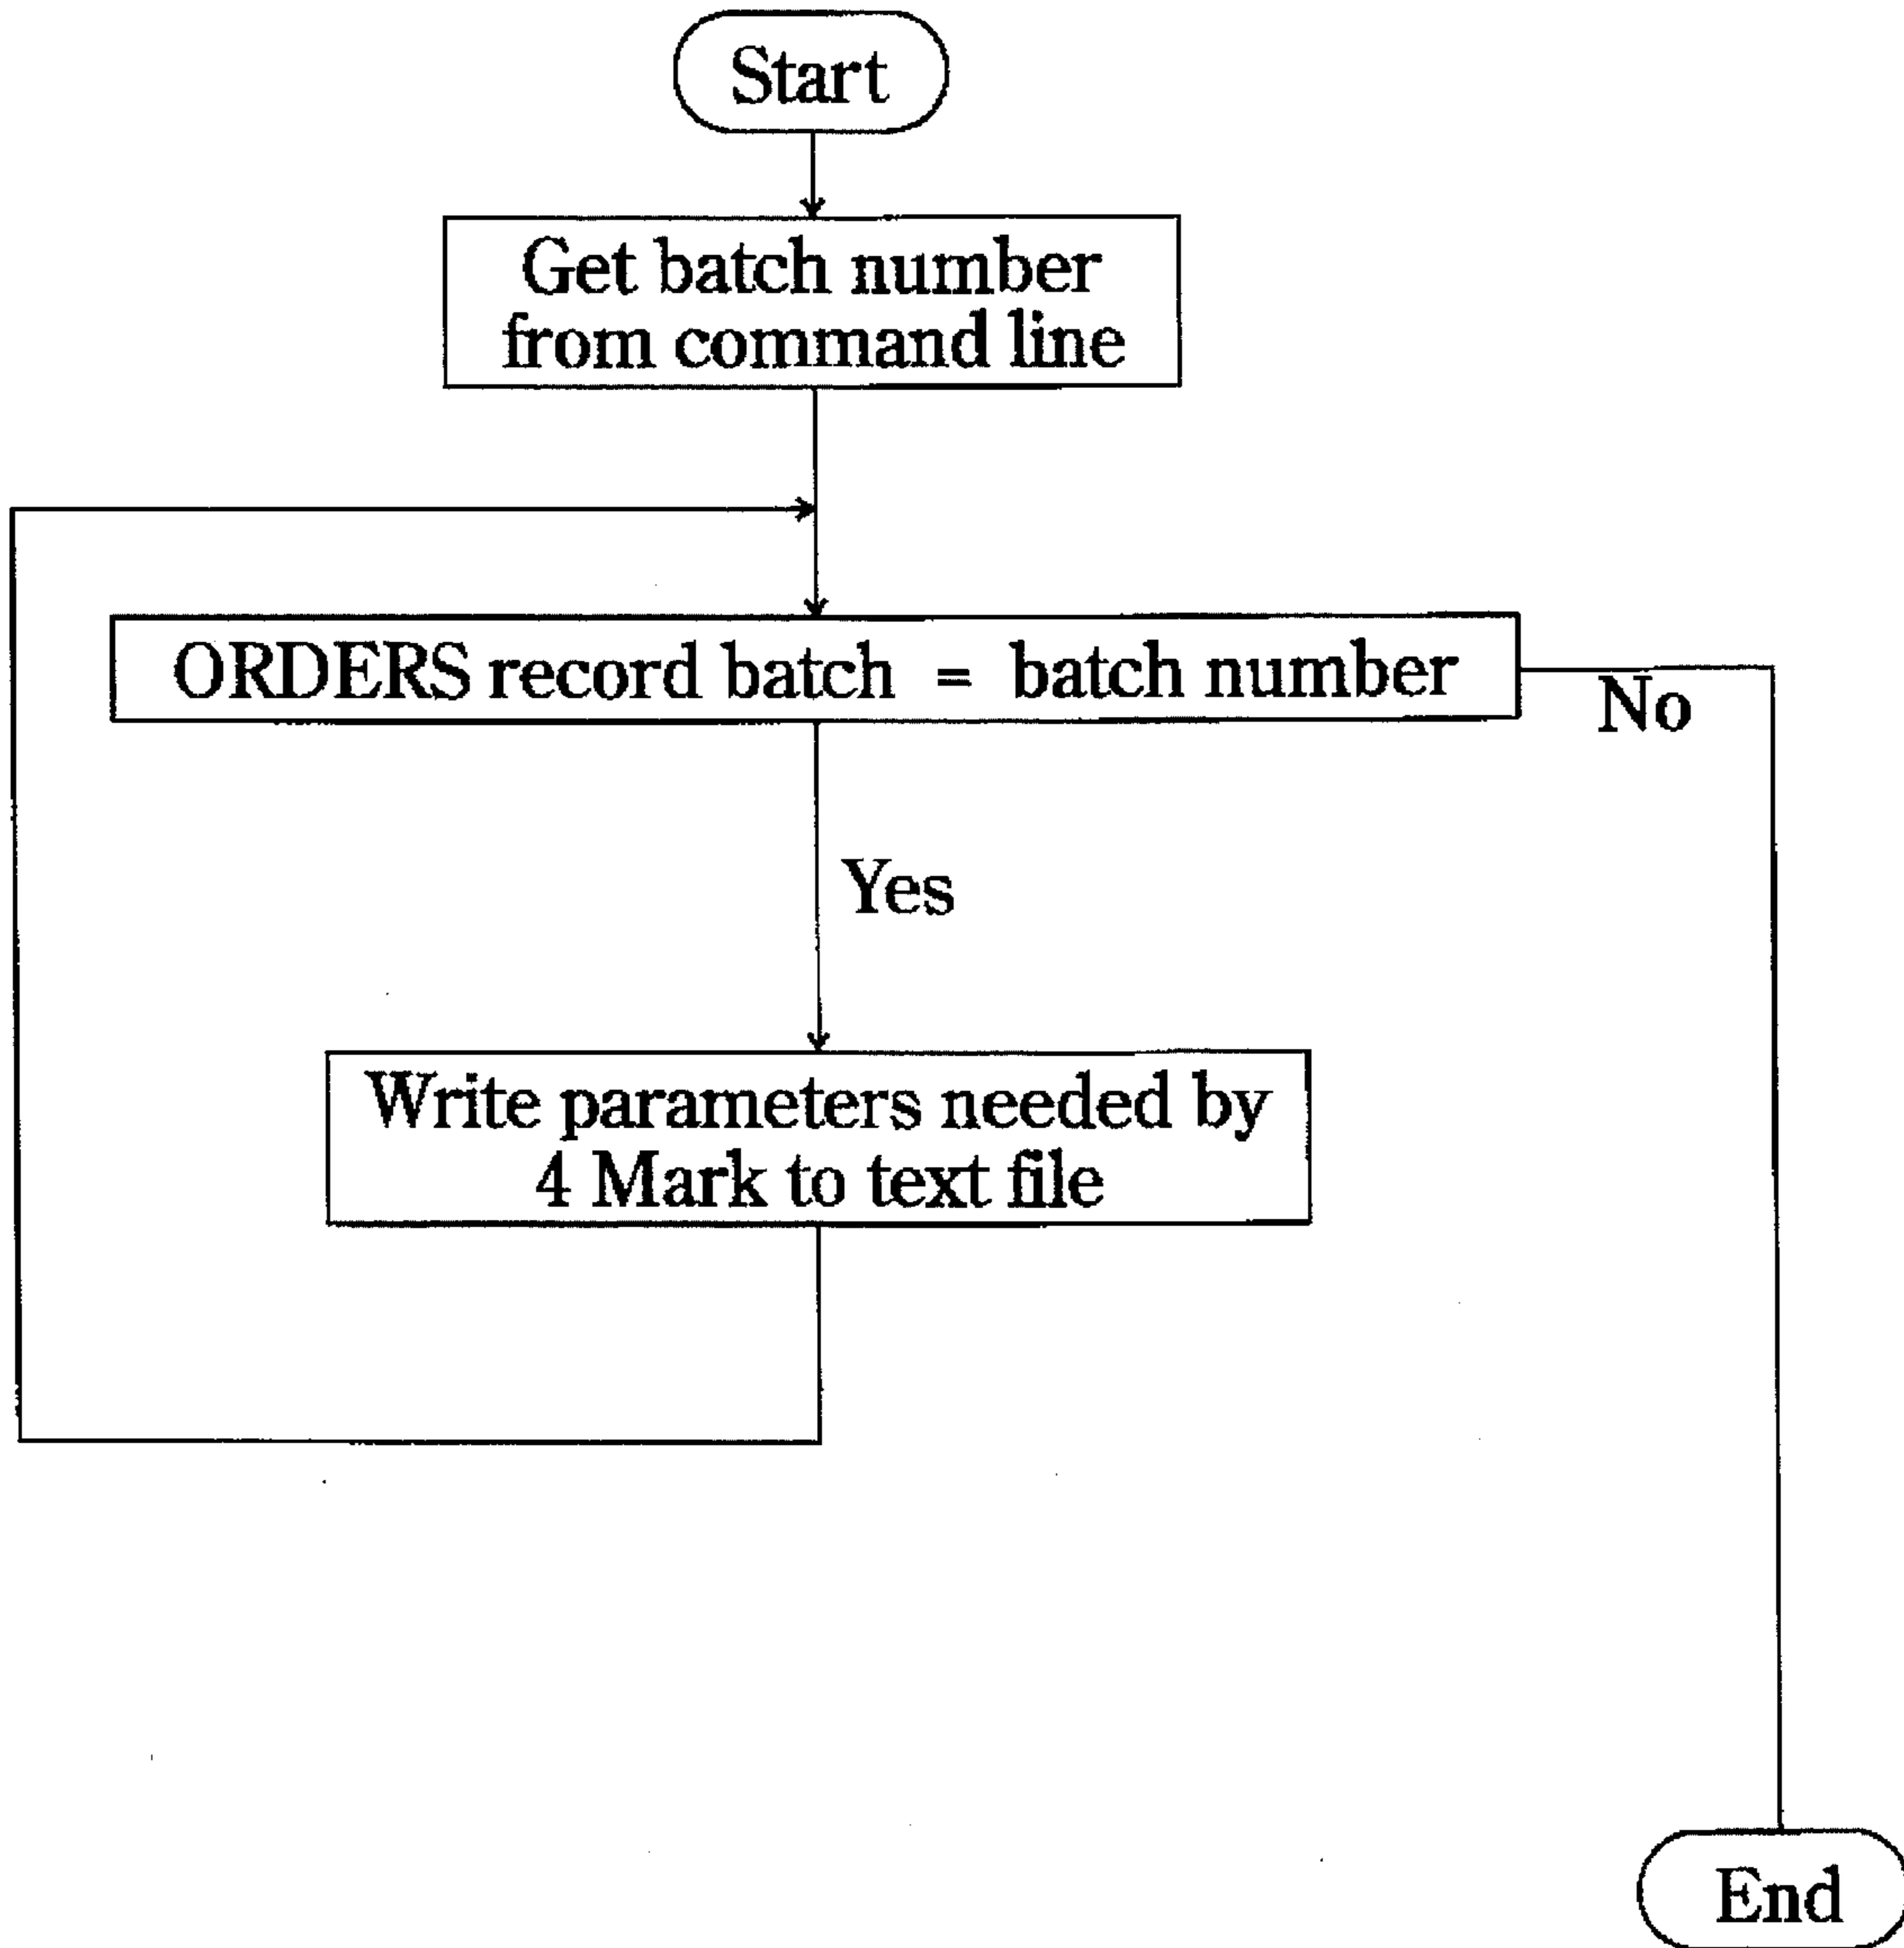 Start
Get batch number
from command line
ORDERS record batch = batch number
No
Yes
Write parameters needed by
4 Mark to text file
End